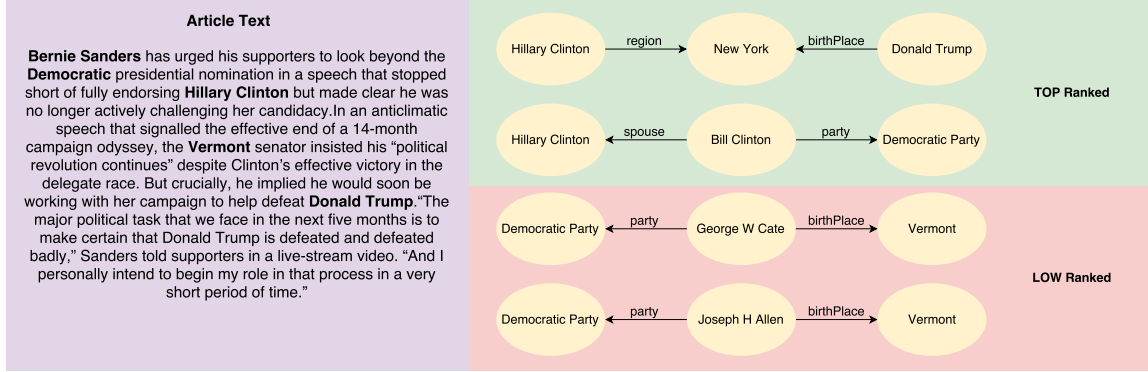 Article Text
Bernie Sanders has urged his supporters to look beyond the
Democratic presidential nomination in a speech that stopped
short of fully endorsing Hillary Clinton but made clear he was
no longer actively challenging her candidacy.In an anticlimatic
speech that signalled the effective end of a 14-month
campaign odyssey, the Vermont senator insisted his “political
revolution continues” despite Clinton’s effective victory in the
delegate race. But crucially, he implied he would soon be
working with her campaign to help defeat Donald Trump.“The
major political task that we face in the next five months is to
make certain that Donald Trump is defeated and defeated
badly,” Sanders told supporters in a live-stream video. “And I
personally intend to begin my role in that process in a very
short period of time.”
Hillary Clinton region New York birthPlace Donald Trump
TOP Ranked
Hillary Clinton spouse Bill Clinton party Democratic Party
Democratic Party party George W Cate birthPlace Vermont
LOW Ranked
Democratic Party party Joseph H Allen birthPlace Vermont